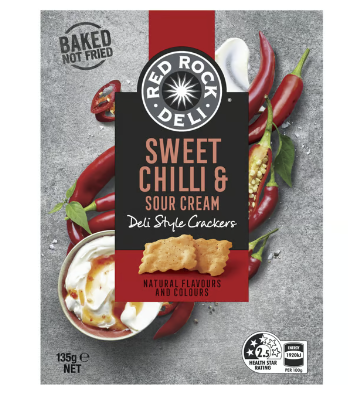 BAKED
NOT FRIED
RED ROCK
DELI
SWEET
CHILLI &
SOUR CREAM
Deli Style Crackers
NATURAL FLAVOURS
AND COLOURS
135g ℮
NET
2.5
HEALTH STAR
RATING
ENERGY
1920kJ
PER 100g